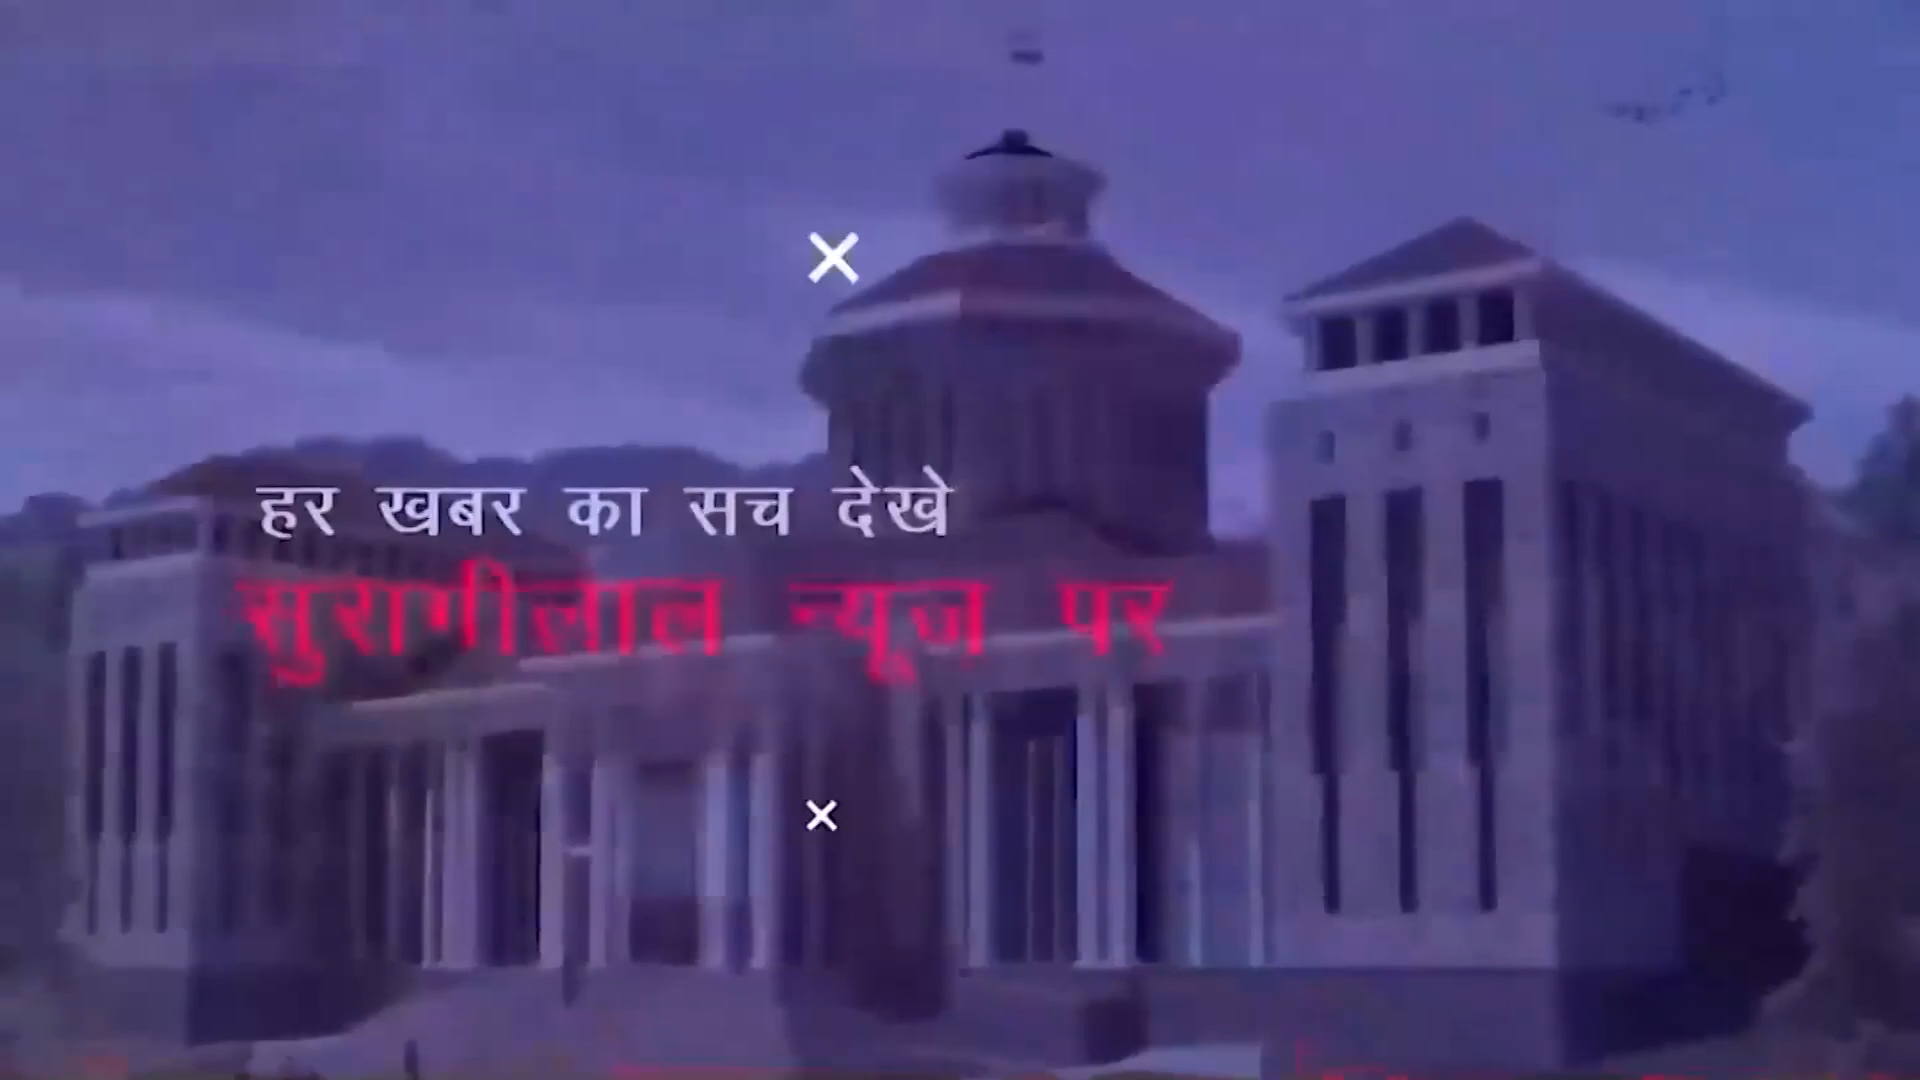 हर खबर का सच देखे
सुरागीलाल न्यूज़ पर